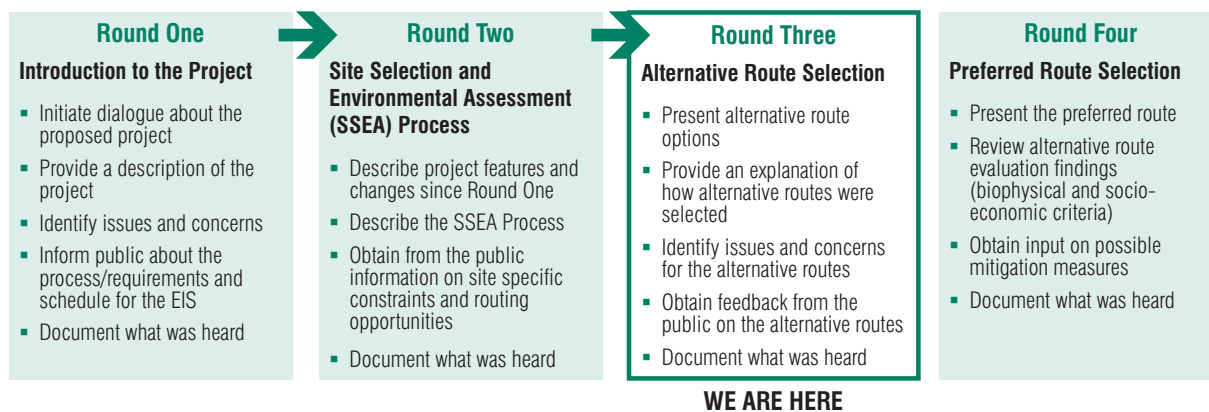 Round One
Introduction to the Project
▪ Initiate dialogue about the
proposed project
▪ Provide a description of the
project
▪ Identify issues and concerns
▪ Inform public about the
process/requirements and
schedule for the EIS
▪ Document what was heard
Round Two
Site Selection and
Environmental Assessment
(SSEA) Process
▪ Describe project features and
changes since Round One
▪ Describe the SSEA Process
▪ Obtain from the public
information on site specific
constraints and routing
opportunities
▪ Document what was heard
Round Three
Alternative Route Selection
▪ Present alternative route
options
▪ Provide an explanation of
how alternative routes were
selected
▪ Identify issues and concerns
for the alternative routes
▪ Obtain feedback from the
public on the alternative routes
▪ Document what was heard
WE ARE HERE
Round Four
Preferred Route Selection
▪ Present the preferred route
▪ Review alternative route
evaluation findings
(biophysical and socio-
economic criteria)
▪ Obtain input on possible
mitigation measures
▪ Document what was heard